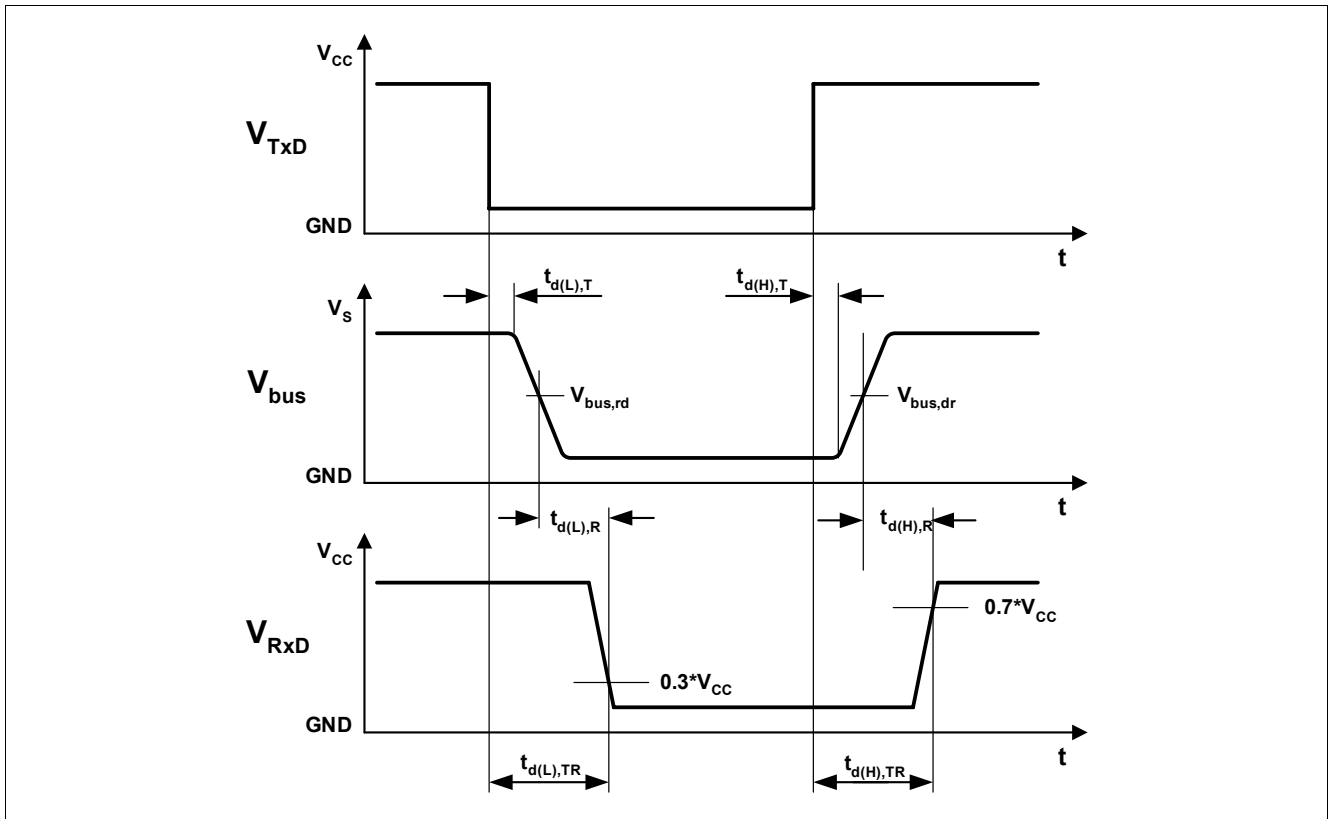 V_CC
V_TxD
GND
t
t_d(L),T
t_d(H),T
V_S
V_bus
V_bus,rd
V_bus,dr
GND
t
t_d(L),R
t_d(H),R
V_CC
0.7*V_CC
V_RxD
0.3*V_CC
GND
t
t_d(L),TR
t_d(H),TR